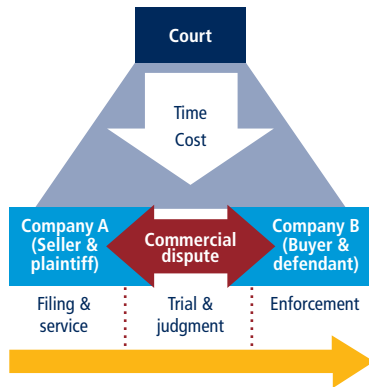 Court
Time
Cost
Company A
(Seller &
plaintiff)
Commercial
dispute
Company B
(Buyer &
defendant)
Filing &
service
Trial &
judgment
Enforcement